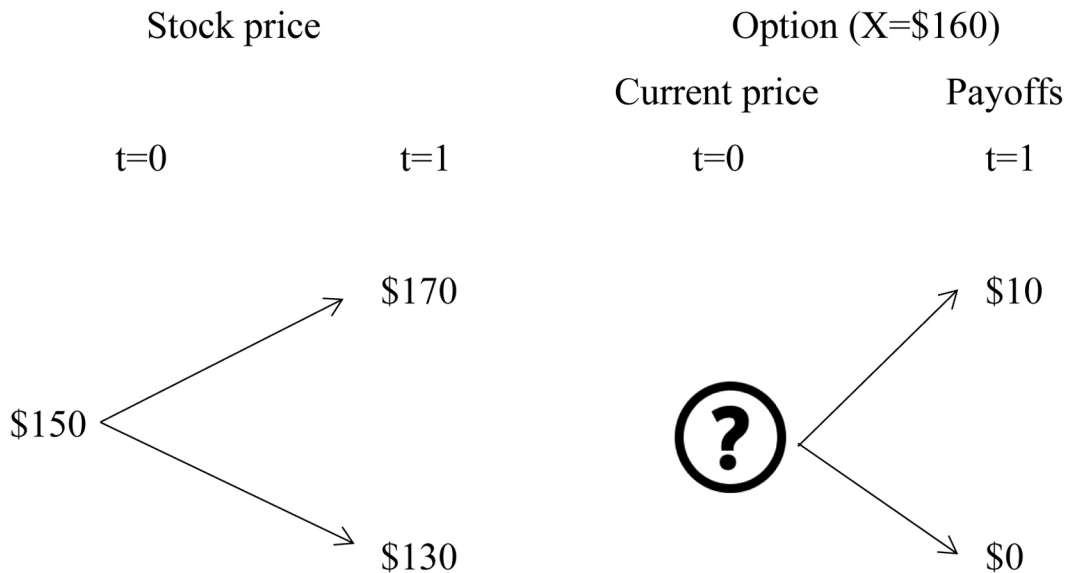 Stock price
Option (X=$160)
Current price
Payoffs
t=0
t=1
t=0
t=1
$170
$10
$150
?
$130
$0